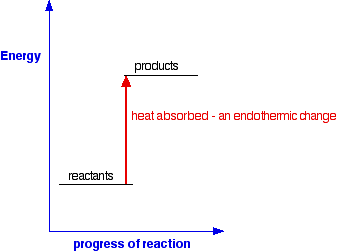 products
Energy
heat absorbed - an endothermic change
reactants
progress of reaction